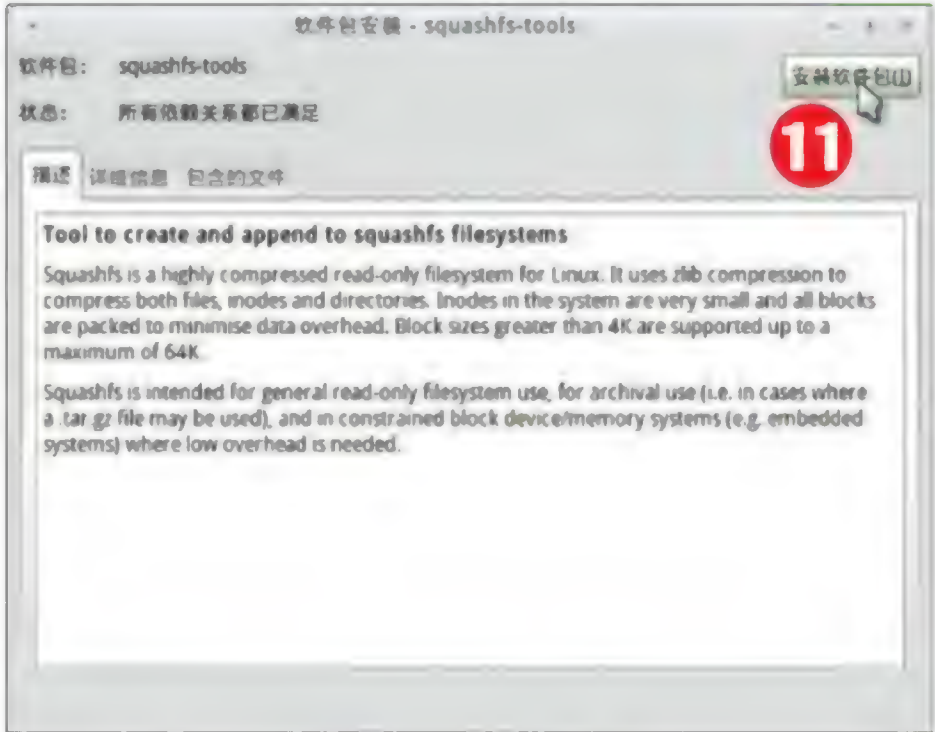 软件包安装 - squashfs-tools
软件包： squashfs-tools
安装软件包(I)
状态： 所有依赖关系都已满足
11
描述 详细信息 包含的文件
Tool to create and append to squashfs filesystems
Squashfs is a highly compressed read-only filesystem for Linux. It uses zlib compression to
compress both files, inodes and directories. Inodes in the system are very small and all blocks
are packed to minimise data overhead. Block sizes greater than 4K are supported up to a
maximum of 64K
Squashfs is intended for general read-only filesystem use, for archival use (i.e. in cases where
a .tar.gz file may be used), and in constrained block device/memory systems (e.g. embedded
systems) where low overhead is needed.